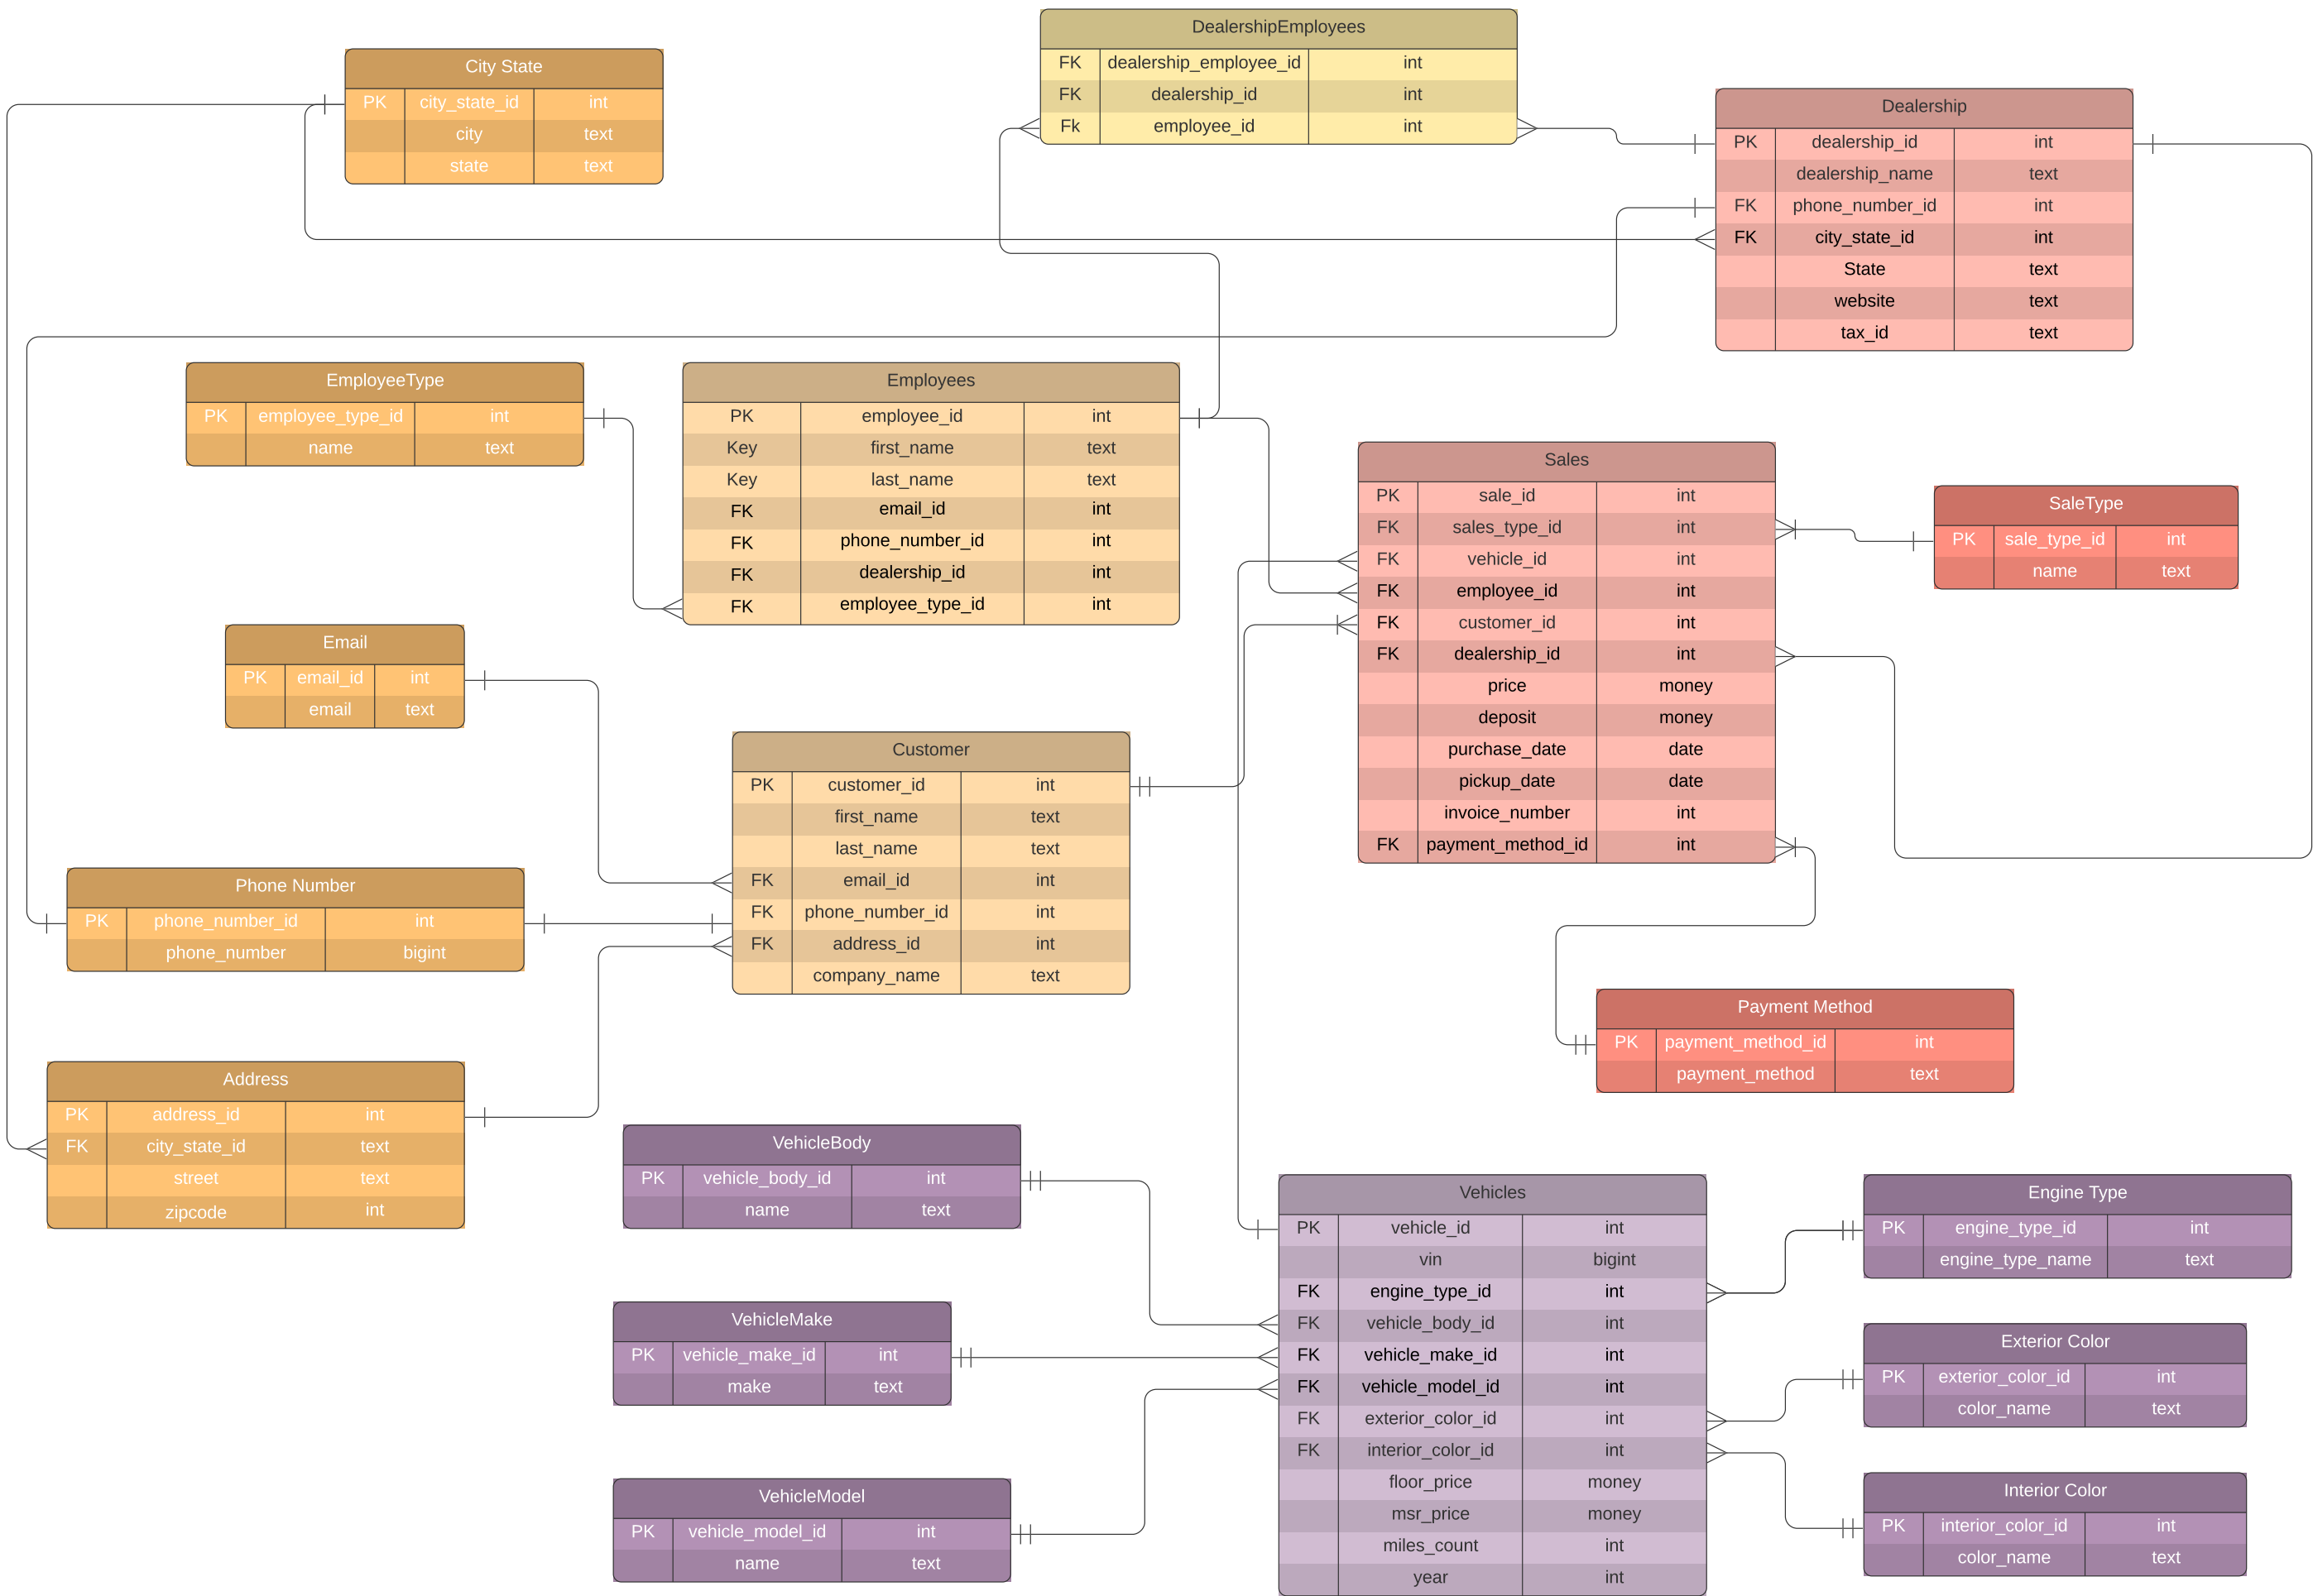 DealershipEmployees
FK dealership_employee_id int
FK dealership_id int
Fk employee_id int
City State
PK city_state_id int
city text
state text
Dealership
PK dealership_id int
dealership_name text
FK phone_number_id int
FK city_state_id int
State text
website text
tax_id text
EmployeeType
PK employee_type_id int
name text
Employees
PK employee_id int
Key first_name text
Key last_name text
FK email_id int
FK phone_number_id int
FK dealership_id int
FK employee_type_id int
Sales
PK sale_id int
FK sales_type_id int
FK vehicle_id int
FK employee_id int
FK customer_id int
FK dealership_id int
price money
deposit money
purchase_date date
pickup_date date
invoice_number int
FK payment_method_id int
SaleType
PK sale_type_id int
name text
Email
PK email_id int
email text
Customer
PK customer_id int
first_name text
last_name text
FK email_id int
FK phone_number_id int
FK address_id int
company_name text
Phone Number
PK phone_number_id int
phone_number bigint
Payment Method
PK payment_method_id int
payment_method text
Address
PK address_id int
FK city_state_id text
street text
zipcode int
VehicleBody
PK vehicle_body_id int
name text
Vehicles
PK vehicle_id int
vin bigint
FK engine_type_id int
FK vehicle_body_id int
FK vehicle_make_id int
FK vehicle_model_id int
FK exterior_color_id int
FK interior_color_id int
floor_price money
msr_price money
miles_count int
year int
Engine Type
PK engine_type_id int
engine_type_name text
VehicleMake
PK vehicle_make_id int
make text
Exterior Color
PK exterior_color_id int
color_name text
VehicleModel
PK vehicle_model_id int
name text
Interior Color
PK interior_color_id int
color_name text